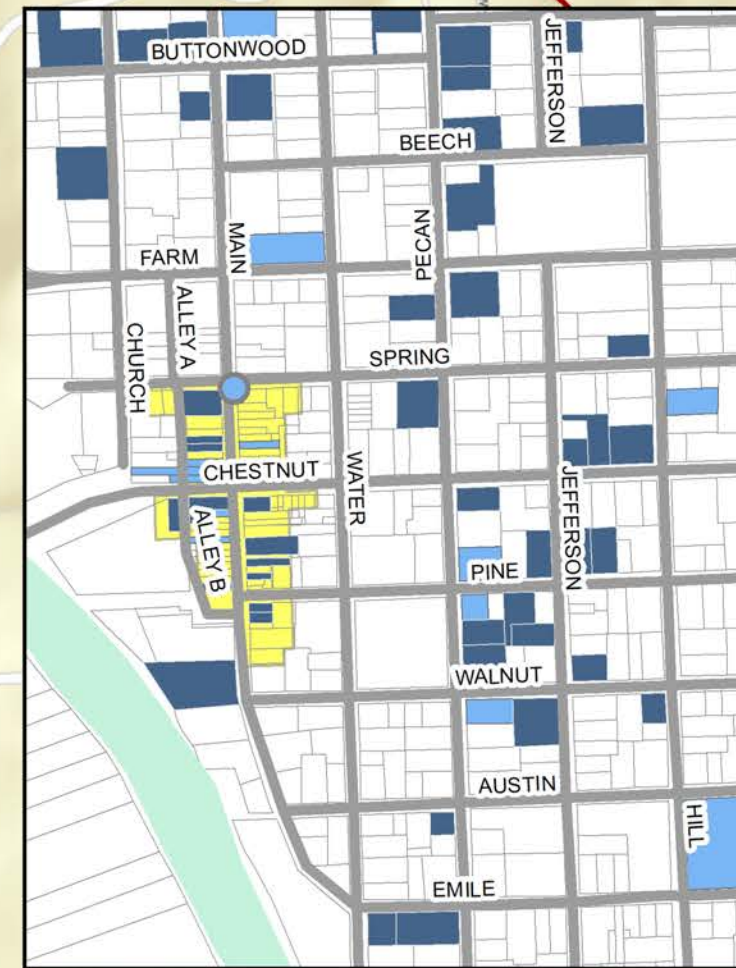 BUTTONWOOD
JEFFERSON
BEECH
MAIN
PECAN
FARM
ALLEY A
CHURCH
SPRING
CHESTNUT
WATER
JEFFERSON
ALLEY B
PINE
WALNUT
AUSTIN
HILL
EMILE